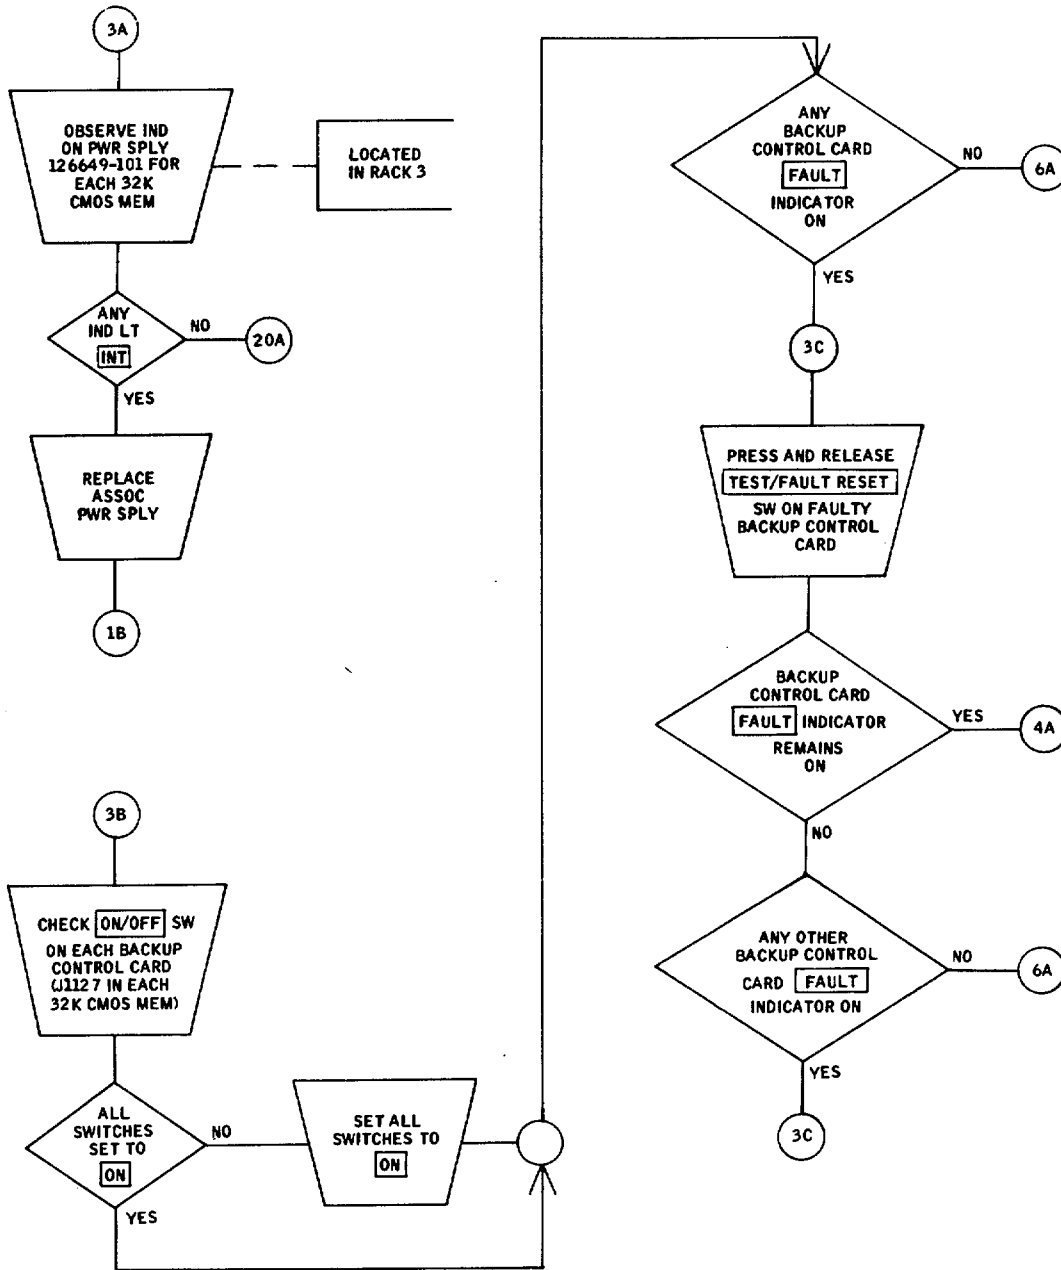 3A
OBSERVE IND
ON PWR SPLY
126649-101 FOR
EACH 32K
CMOS MEM
LOCATED
IN RACK 3
ANY
IND LT
INT
NO
20A
YES
REPLACE
ASSOC
PWR SPLY
1B
3B
CHECK ON/OFF SW
ON EACH BACKUP
CONTROL CARD
(J1127 IN EACH
32K CMOS MEM)
ALL
SWITCHES
SET TO
ON
NO
YES
SET ALL
SWITCHES TO
ON
ANY
BACKUP
CONTROL CARD
FAULT
INDICATOR
ON
NO
6A
YES
3C
PRESS AND RELEASE
TEST/FAULT RESET
SW ON FAULTY
BACKUP CONTROL
CARD
BACKUP
CONTROL CARD
FAULT INDICATOR
REMAINS
ON
YES
4A
NO
ANY OTHER
BACKUP CONTROL
CARD FAULT
INDICATOR ON
NO
6A
YES
3C